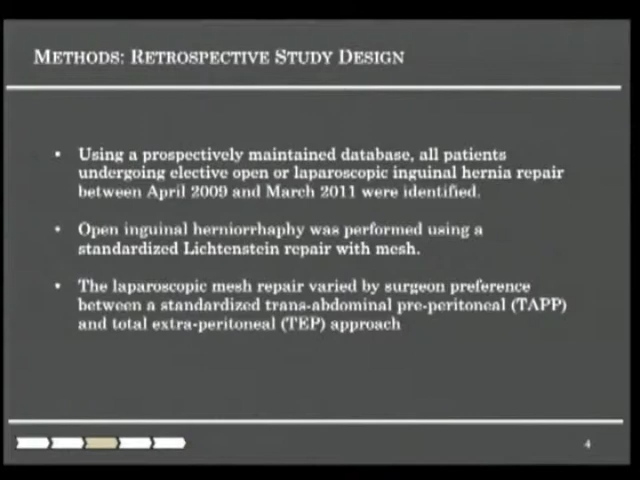 METHODS: RETROSPECTIVE STUDY DESIGN
• Using a prospectively maintained database, all patients
undergoing elective open or laparoscopic inguinal hernia repair
between April 2009 and March 2011 were identified.
• Open inguinal herniorrhaphy was performed using a
standardized Lichtenstein repair with mesh.
• The laparoscopic mesh repair varied by surgeon preference
between a standardized trans-abdominal pre-peritoneal (TAPP)
and total extra-peritoneal (TEP) approach
4